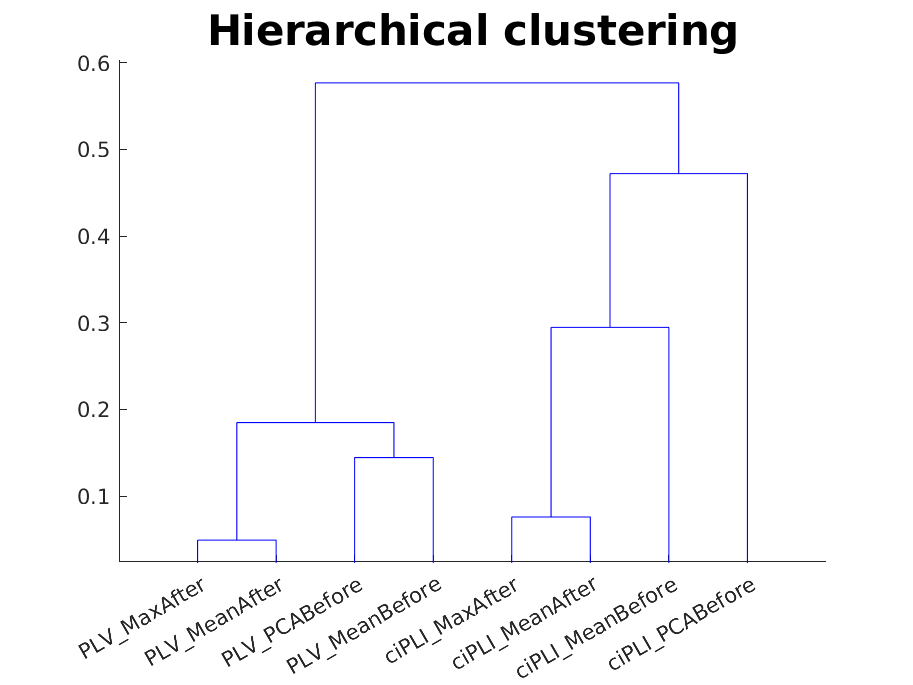 Hierarchical clustering
0.6
0.5
0.4
0.3
0.2
0.1
PLV_MaxAfter
PLV_MeanAfter
PLV_PCABefore
PLV_MeanBefore
ciPLI_MaxAfter
ciPLI_MeanAfter
ciPLI_MeanBefore
ciPLI_PCABefore